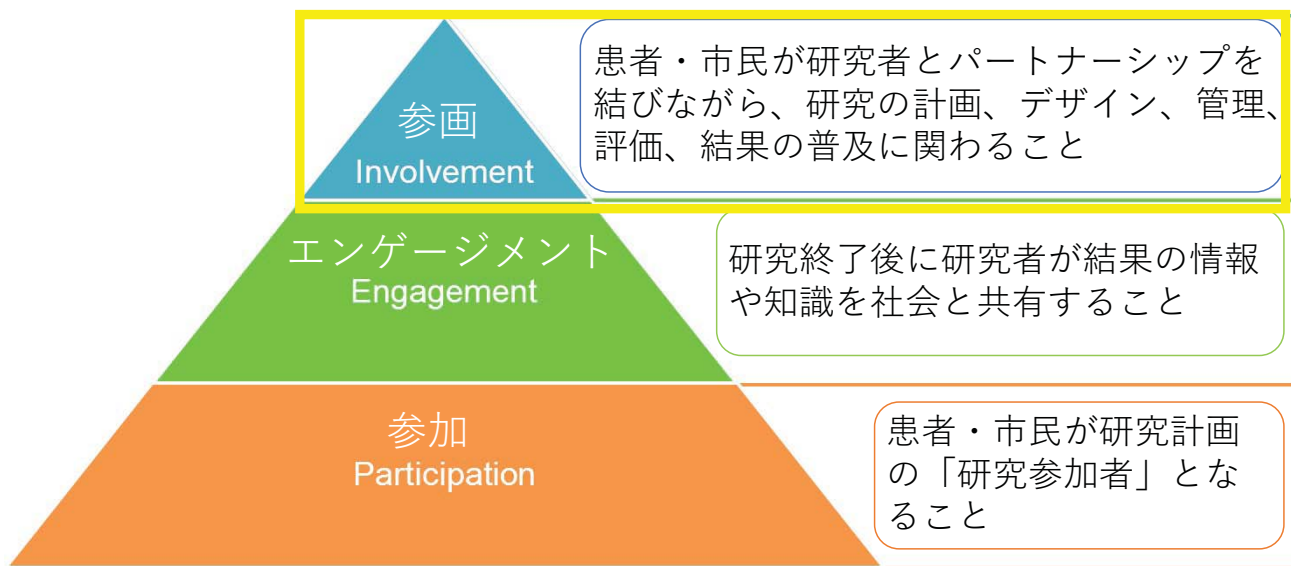 参画
Involvement
患者・市民が研究者とパートナーシップを
結びながら、研究の計画、デザイン、管理、
評価、結果の普及に関わること
エンゲージメント
Engagement
研究終了後に研究者が結果の情報
や知識を社会と共有すること
参加
Participation
患者・市民が研究計画
の「研究参加者」とな
ること